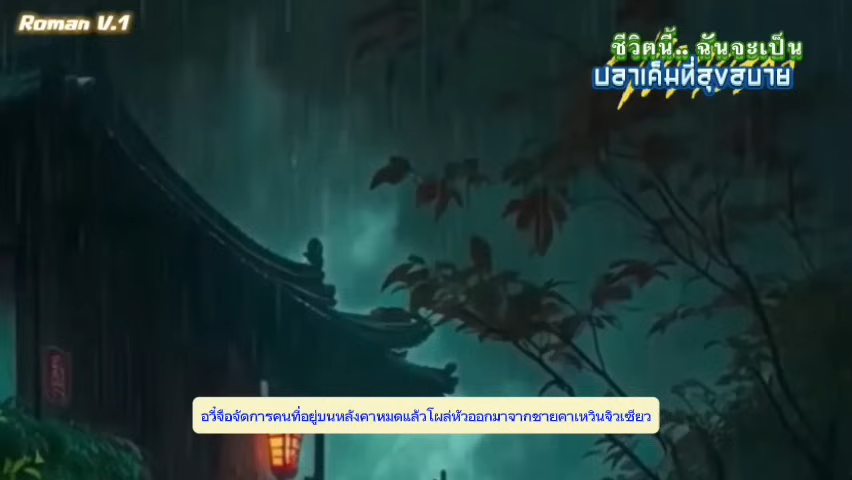 Roman V.1
ชีวิตนี้.. ฉันจะเป็น
ปลาเค็มที่สุขสบาย
อวี๋จือจัดการคนที่อยู่บนหลังคาหมดแล้วโผล่หัวออกมาจากชายคาเหวินจิวเซียว